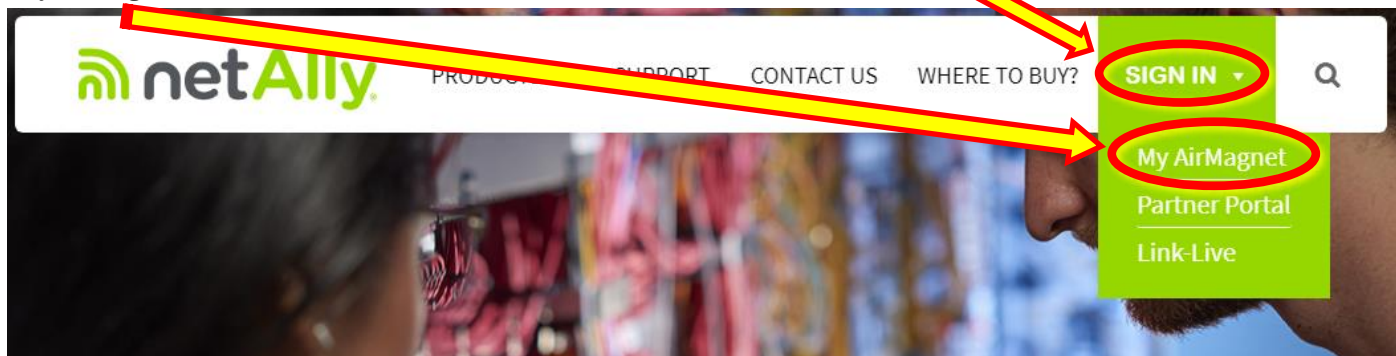 netAlly. SUPPORT CONTACT US WHERE TO BUY? SIGN IN
My AirMagnet
Partner Portal
Link-Live